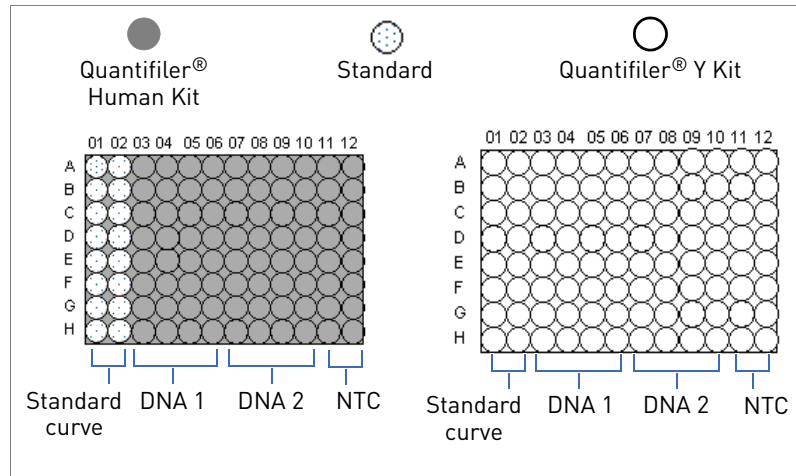 Quantifiler® Human Kit
Standard
Quantifiler® Y Kit
01 02 03 04 05 06 07 08 09 10 11 12
A
B
C
D
E
F
G
H
Standard curve
DNA 1
DNA 2
NTC
01 02 03 04 05 06 07 08 09 10 11 12
A
B
C
D
E
F
G
H
Standard curve
DNA 1
DNA 2
NTC